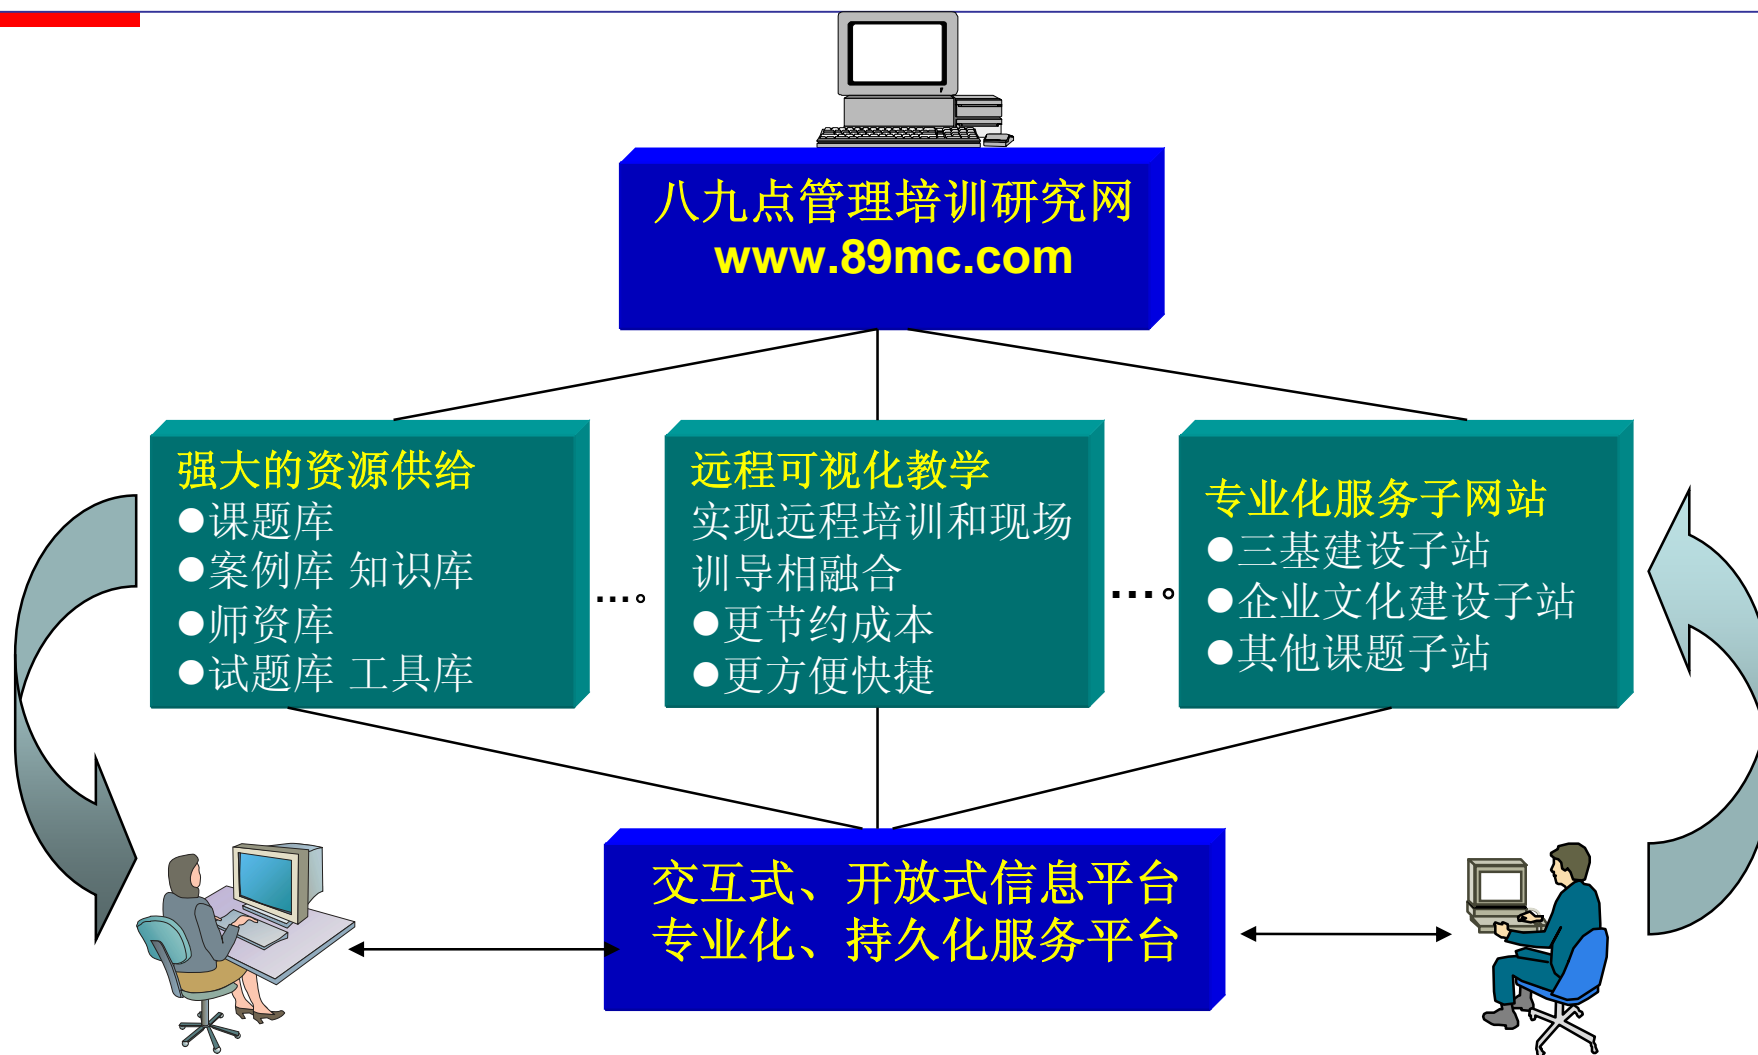 八九点管理培训研究网
www.89mc.com
强大的资源供给
●课题库
●案例库 知识库
●师资库
●试题库 工具库
…。
远程可视化教学
实现远程培训和现场
训导相融合
●更节约成本
●更方便快捷
…。
专业化服务子网站
●三基建设子站
●企业文化建设子站
●其他课题子站
交互式、开放式信息平台
专业化、持久化服务平台